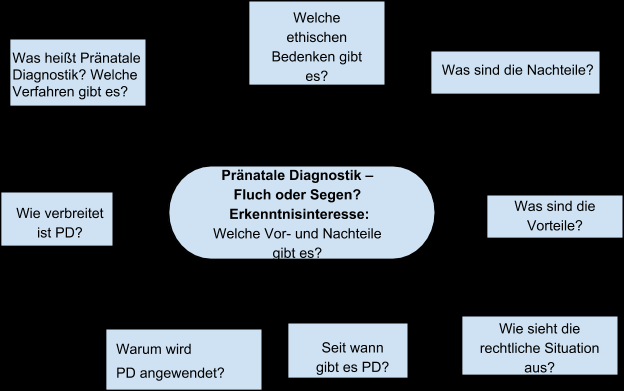 Welche
ethischen
Bedenken gibt
es?
Was heißt Pränatale
Diagnostik? Welche
Verfahren gibt es?
Was sind die Nachteile?
Pränatale Diagnostik –
Fluch oder Segen?
Erkenntnisinteresse:
Welche Vor- und Nachteile
gibt es?
Wie verbreitet
ist PD?
Was sind die
Vorteile?
Warum wird
PD angewendet?
Seit wann
gibt es PD?
Wie sieht die
rechtliche Situation
aus?